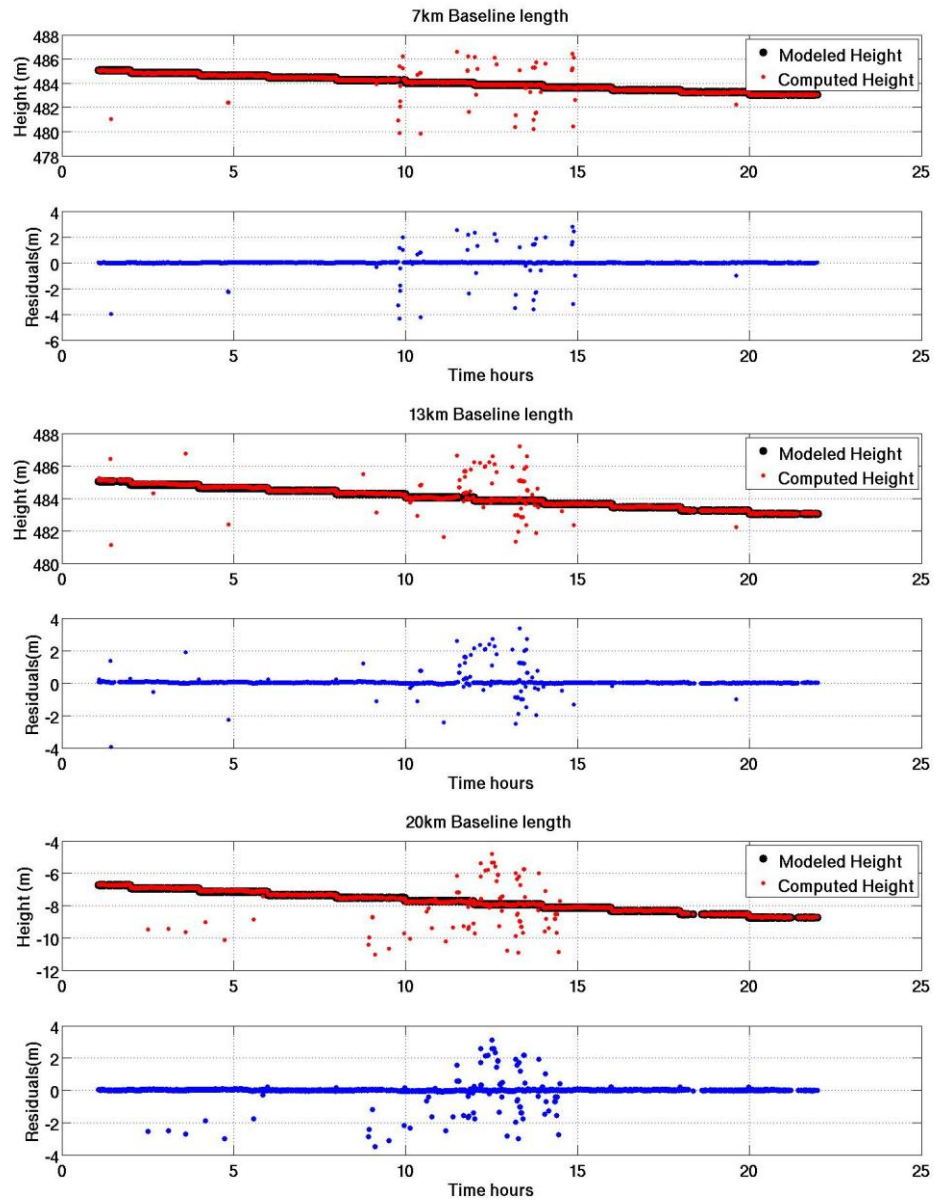 7km Baseline length
488
486
484
482
480
478
Height (m)
Modeled Height
Computed Height
0 5 10 15 20 25
4
2
0
-2
-4
-6
Residuals(m)
0 5 10 15 20 25
Time hours
13km Baseline length
488
486
484
482
480
Height (m)
Modeled Height
Computed Height
0 5 10 15 20 25
4
2
0
-2
-4
Residuals(m)
0 5 10 15 20 25
Time hours
20km Baseline length
-4
-6
-8
-10
-12
Height (m)
Modeled Height
Computed Height
0 5 10 15 20 25
4
2
0
-2
-4
Residuals(m)
0 5 10 15 20 25
Time hours